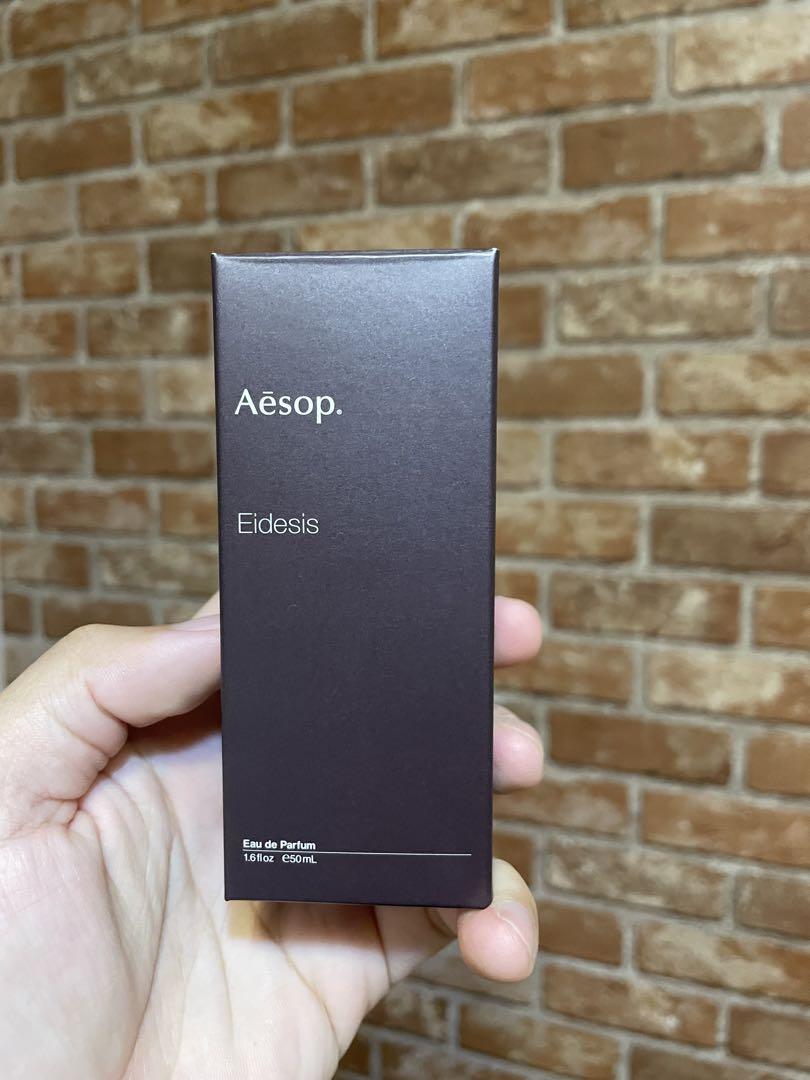 Aēsop.
Eidesis
Eau de Parfum
1.6 fl oz ℮50 mL